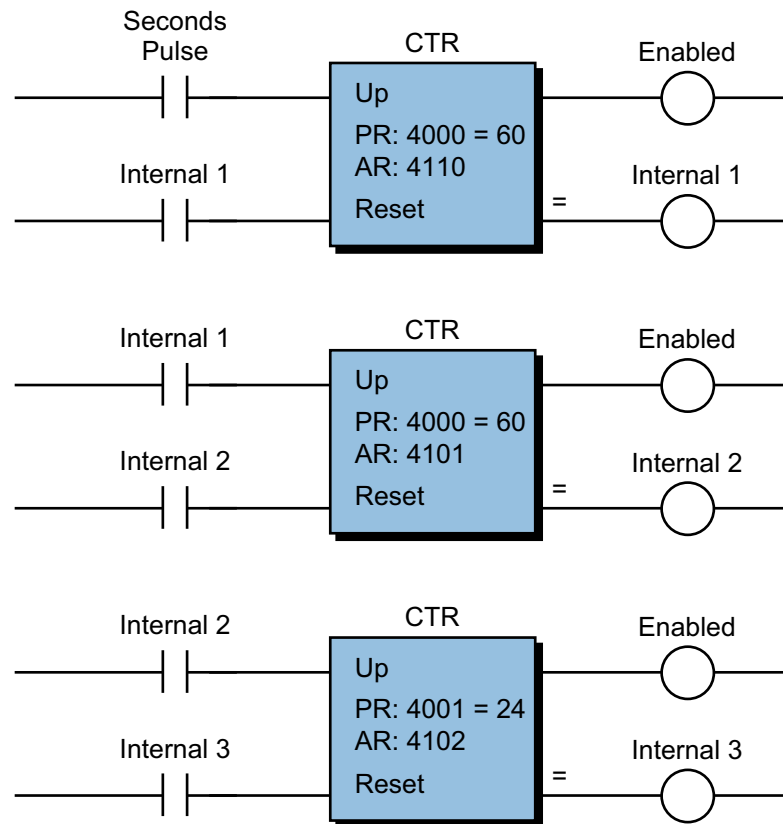 Seconds
Pulse
CTR
Enabled
Up
PR: 4000 = 60
AR: 4110
Internal 1
Reset
=
Internal 1
Internal 1
CTR
Enabled
Up
PR: 4000 = 60
AR: 4101
Internal 2
Reset
=
Internal 2
Internal 2
CTR
Enabled
Up
PR: 4001 = 24
AR: 4102
Internal 3
Reset
=
Internal 3